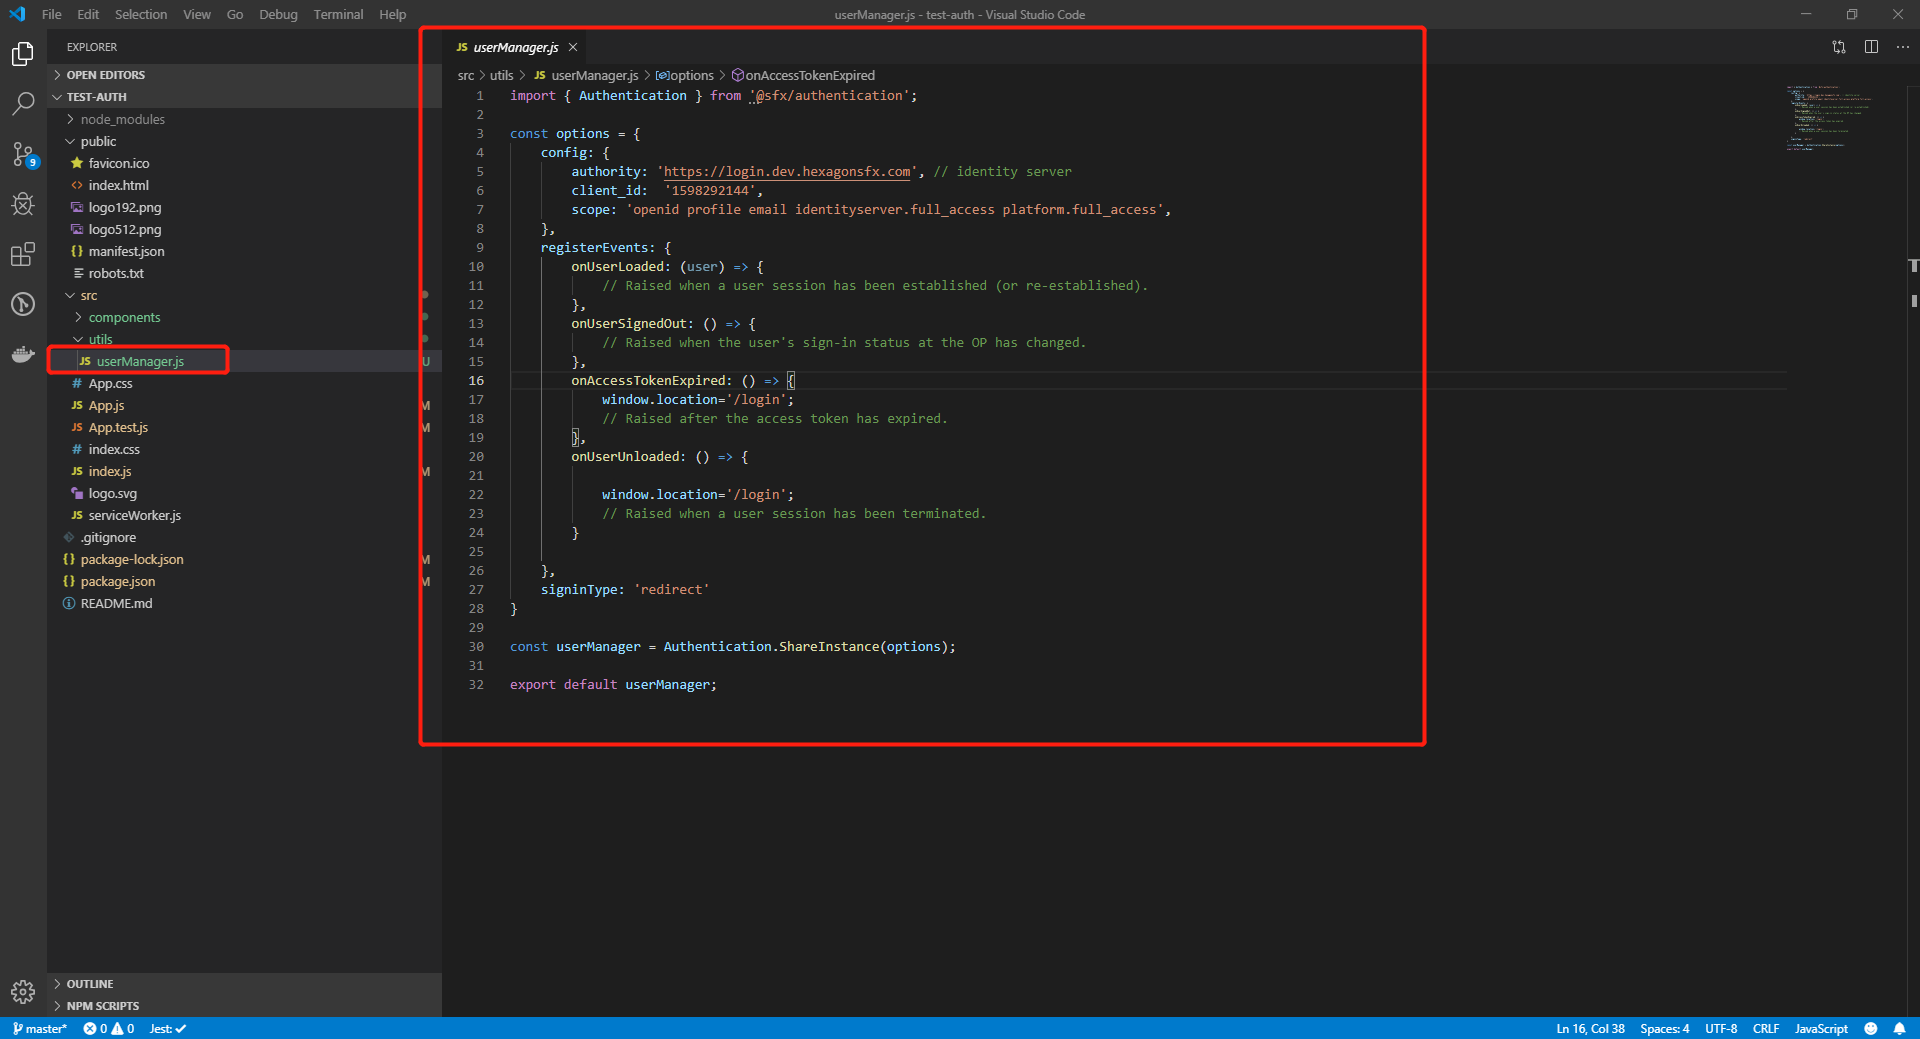 File Edit Selection View Go Debug Terminal Help
userManager.js - test-auth - Visual Studio Code
EXPLORER
OPEN EDITORS
TEST-AUTH
node_modules
public
favicon.ico
index.html
logo192.png
logo512.png
manifest.json
robots.txt
src
components
utils
JS userManager.js U
# App.css
JS App.js M
JS App.test.js M
# index.css
JS index.js M
logo.svg
JS serviceWorker.js
.gitignore
{} package-lock.json M
{} package.json M
README.md
OUTLINE
NPM SCRIPTS
9
JS userManager.js
src > utils > JS userManager.js > options > onAccessTokenExpired
1 import { Authentication } from '@sfx/authentication';
2
3 const options = {
4 config: {
5 authority: 'https://login.dev.hexagonsfx.com', // identity server
6 client_id:  '1598292144',
7 scope: 'openid profile email identityserver.full_access platform.full_access',
8 },
9 registerEvents: {
10 onUserLoaded: (user) => {
11 // Raised when a user session has been established (or re-established).
12 },
13 onUserSignedOut: () => {
14 // Raised when the user's sign-in status at the OP has changed.
15 },
16 onAccessTokenExpired: () => {
17 window.location='/login';
18 // Raised after the access token has expired.
19 },
20 onUserUnloaded: () => {
21
22 window.location='/login';
23 // Raised when a user session has been terminated.
24 }
25
26 },
27 signinType: 'redirect'
28 }
29
30 const userManager = Authentication.ShareInstance(options);
31
32 export default userManager;
master* 0 0 Jest: ✓
Ln 16, Col 38 Spaces: 4 UTF-8 CRLF JavaScript